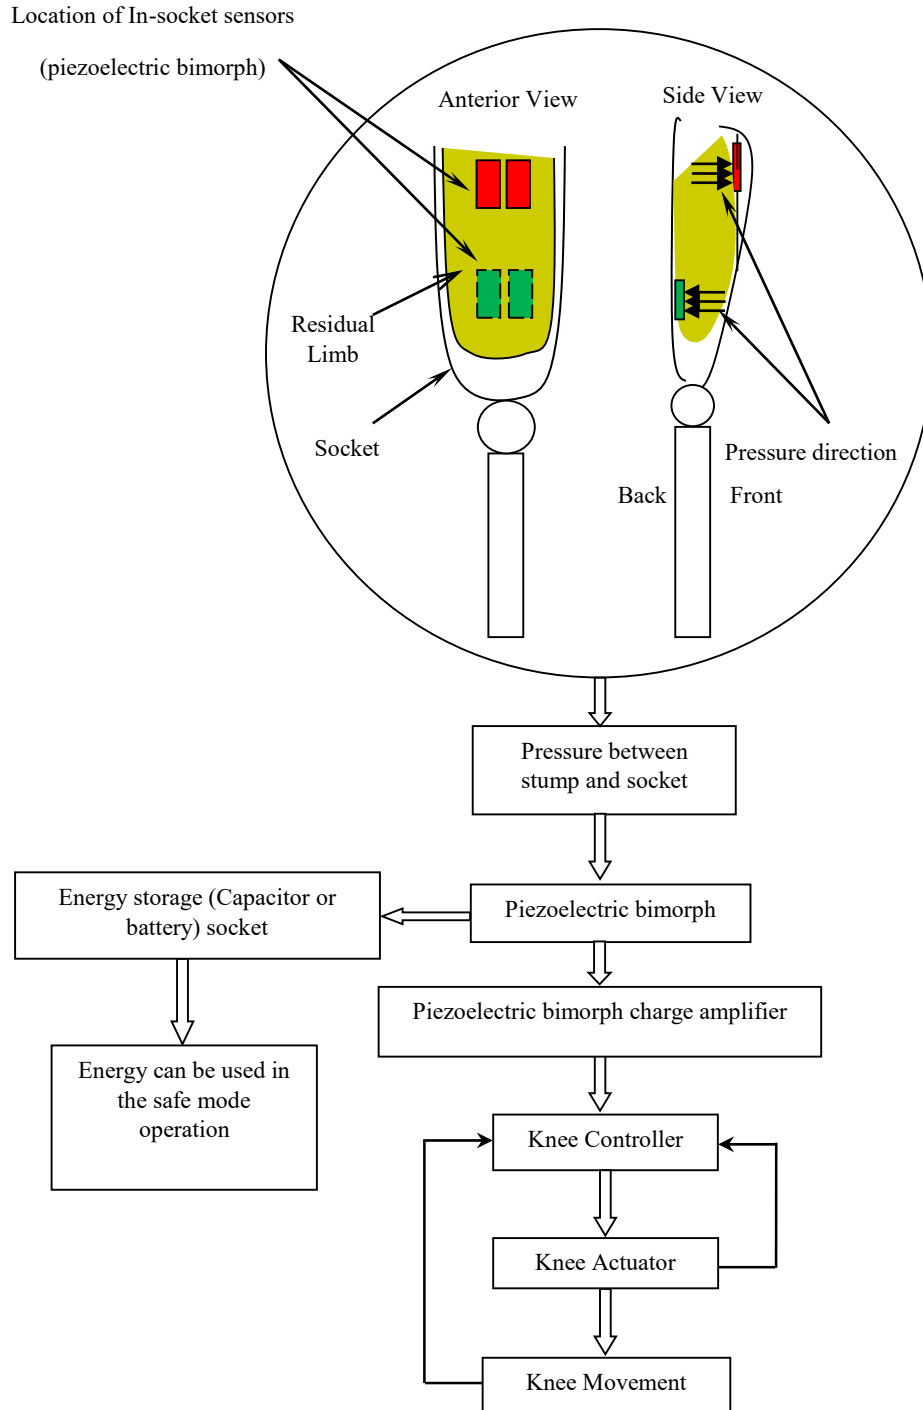 Location of In-socket sensors
(piezoelectric bimorph)
Anterior View
Side View
Residual
Limb
Socket
Pressure direction
Back
Front
Pressure between
stump and socket
Energy storage (Capacitor or
battery) socket
Piezoelectric bimorph
Piezoelectric bimorph charge amplifier
Energy can be used in
the safe mode
operation
Knee Controller
Knee Actuator
Knee Movement